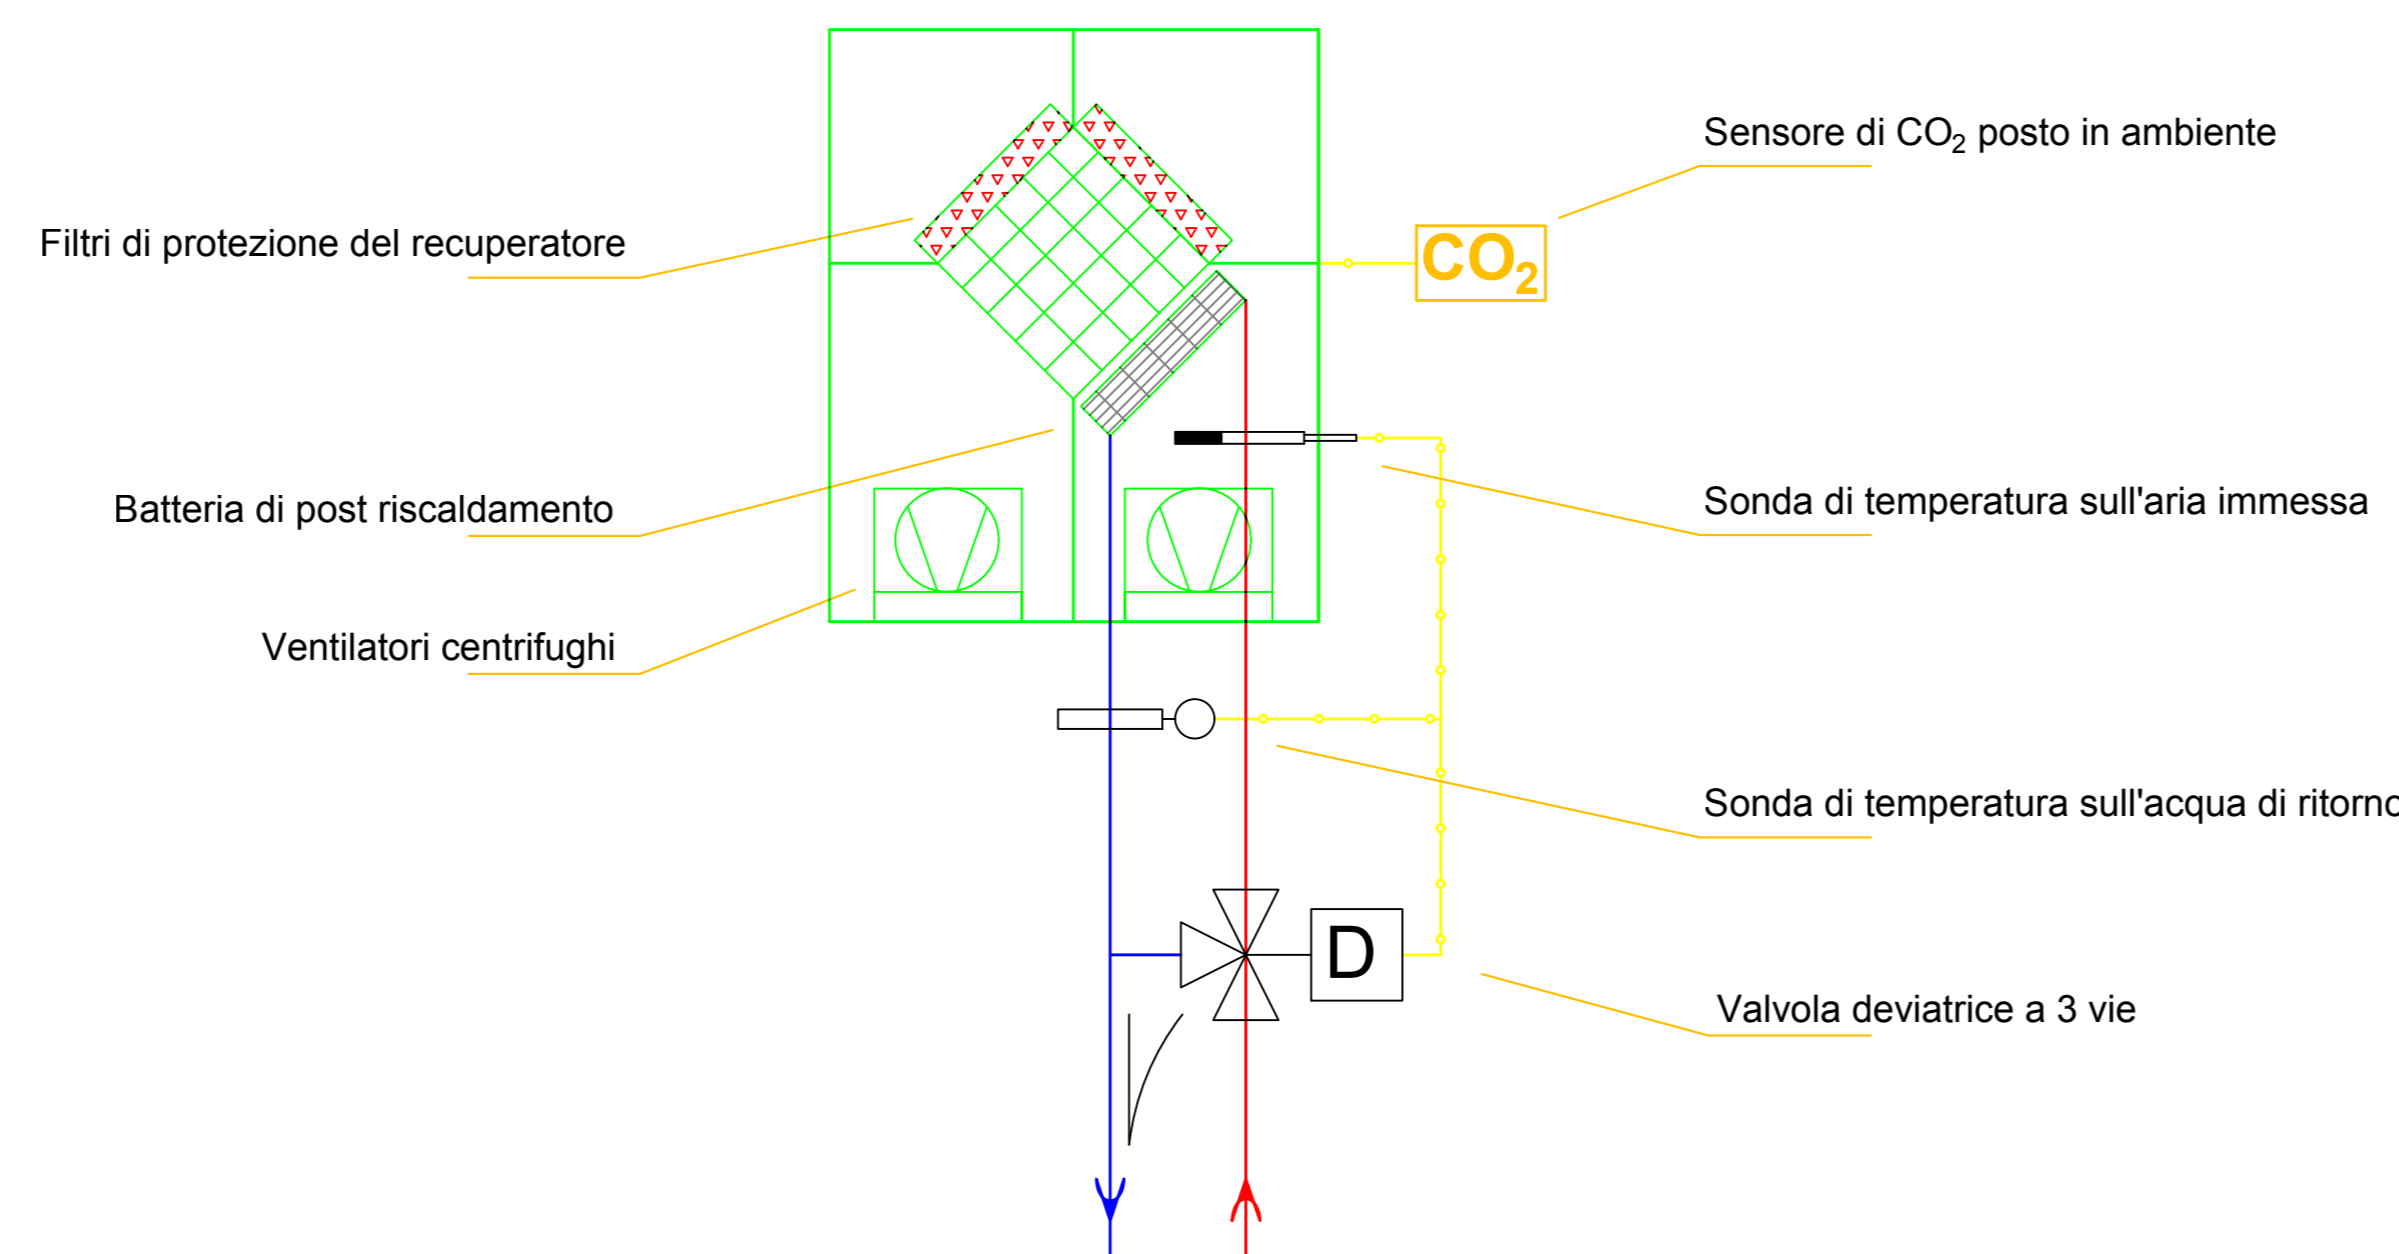 Sensore di CO₂ posto in ambiente
Filtri di protezione del recuperatore
CO₂
Sonda di temperatura sull'aria immessa
Batteria di post riscaldamento
Ventilatori centrifughi
Sonda di temperatura sull'acqua di ritorno
D
Valvola deviatrice a 3 vie